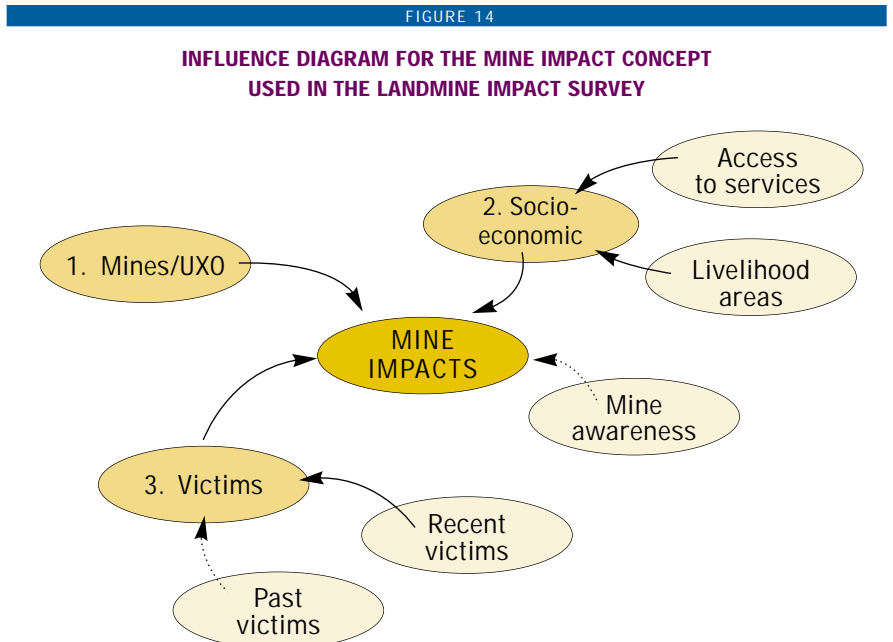 FIGURE 14
INFLUENCE DIAGRAM FOR THE MINE IMPACT CONCEPT
USED IN THE LANDMINE IMPACT SURVEY
Access
to services
2. Socio-
economic
1. Mines/UXO
Livelihood
areas
MINE
IMPACTS
Mine
awareness
3. Victims
Recent
victims
Past
victims